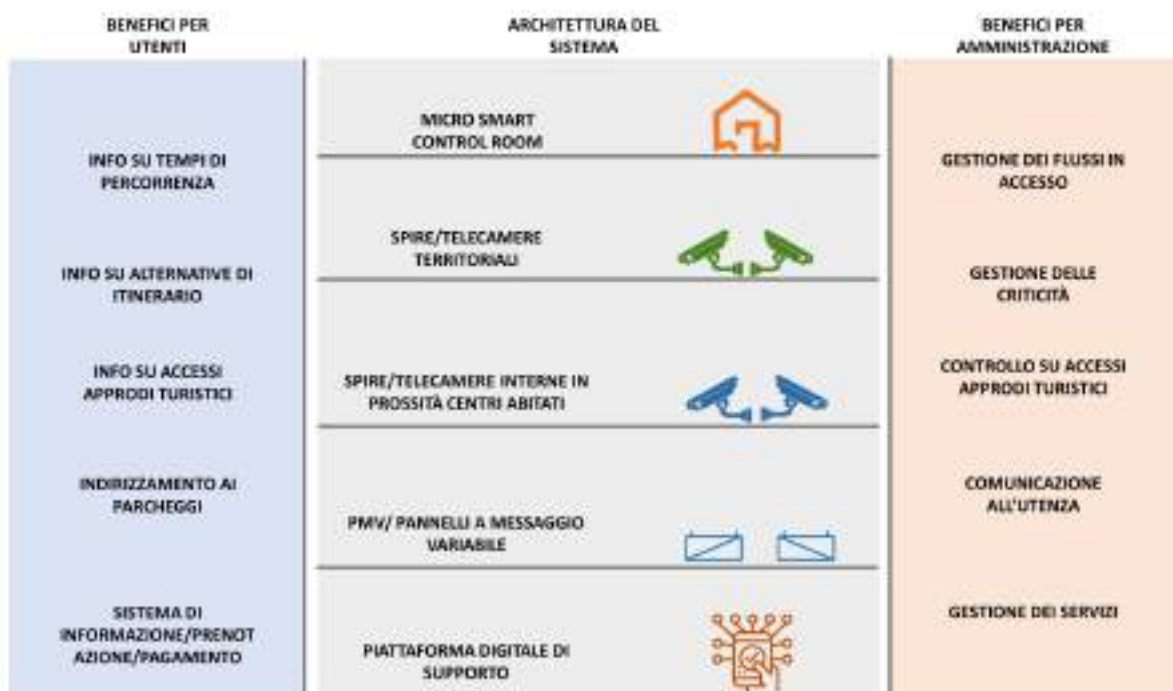 BENEFICI PER
UTENTI
ARCHITETTURA DEL
SISTEMA
BENEFICI PER
AMMINISTRAZIONE
INFO SU TEMPI DI
PERCORRENZA
INFO SU ALTERNATIVE DI
ITINERARIO
INFO SU ACCESSI
APPRODI TURISTICI
INDIRIZZAMENTO AI
PARCHEGGI
SISTEMA DI
INFORMAZIONE/PRENOT
AZIONE/PAGAMENTO
MICRO SMART
CONTROL ROOM
SPIRE/TELECAMERE
TERRITORIALI
SPIRE/TELECAMERE INTERNE IN
PROSSITÀ CENTRI ABITATI
PMV/ PANNELLI A MESSAGGIO
VARIABILE
PIATTAFORMA DIGITALE DI
SUPPORTO
GESTIONE DEI FLUSSI IN
ACCESSO
GESTIONE DELLE
CRITICITÀ
CONTROLLO SU ACCESSI
APPRODI TURISTICI
COMUNICAZIONE
ALL'UTENZA
GESTIONE DEI SERVIZI